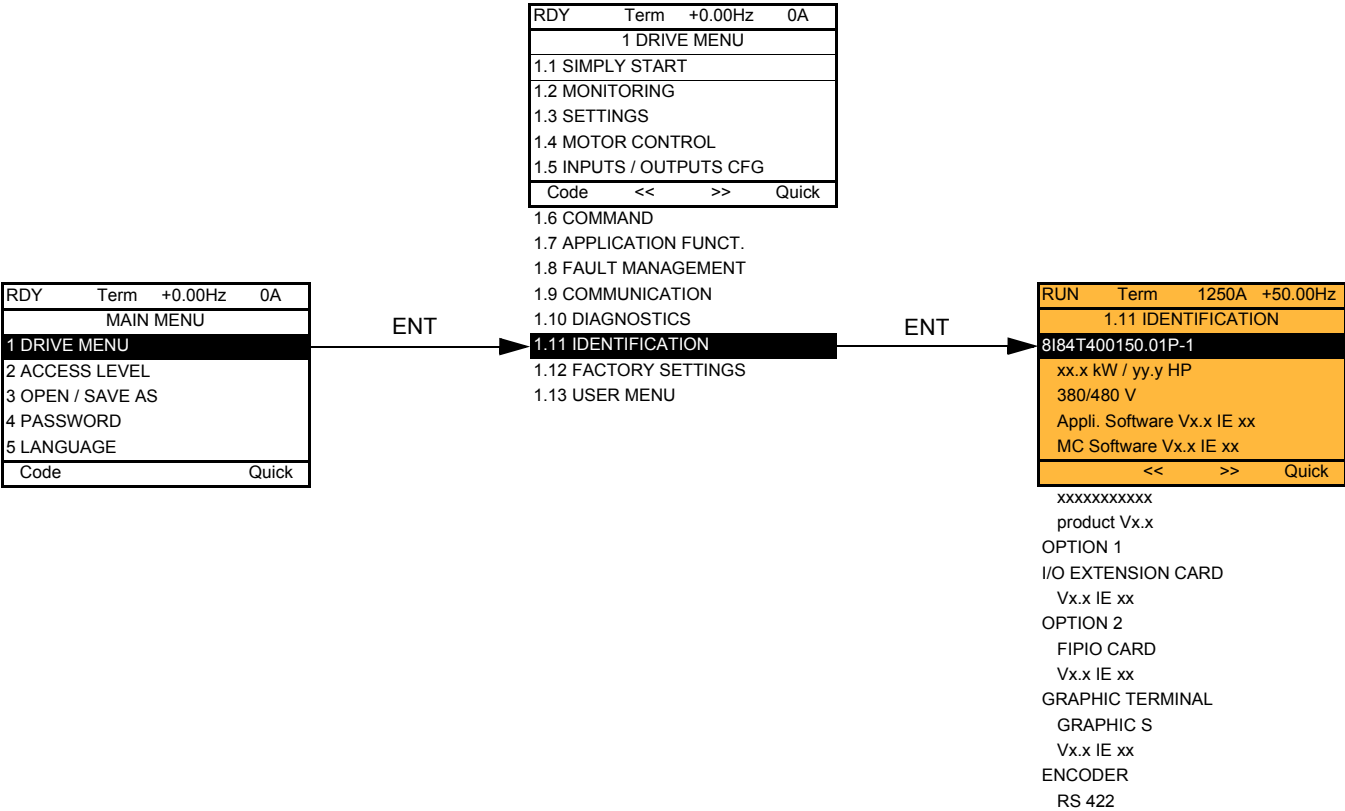 RDY Term +0.00Hz 0A
1 DRIVE MENU
1.1 SIMPLY START
1.2 MONITORING
1.3 SETTINGS
1.4 MOTOR CONTROL
1.5 INPUTS / OUTPUTS CFG
Code << >> Quick
1.6 COMMAND
1.7 APPLICATION FUNCT.
1.8 FAULT MANAGEMENT
1.9 COMMUNICATION
1.10 DIAGNOSTICS
1.11 IDENTIFICATION
1.12 FACTORY SETTINGS
1.13 USER MENU
RDY Term +0.00Hz 0A
MAIN MENU
1 DRIVE MENU
2 ACCESS LEVEL
3 OPEN / SAVE AS
4 PASSWORD
5 LANGUAGE
Code Quick
ENT
ENT
RUN Term 1250A +50.00Hz
1.11 IDENTIFICATION
8I84T400150.01P-1
xx.x kW / yy.y HP
380/480 V
Appli. Software Vx.x IE xx
MC Software Vx.x IE xx
<< >> Quick
xxxxxxxxxxx
product Vx.x
OPTION 1
I/O EXTENSION CARD
Vx.x IE xx
OPTION 2
FIPIO CARD
Vx.x IE xx
GRAPHIC TERMINAL
GRAPHIC S
Vx.x IE xx
ENCODER
RS 422